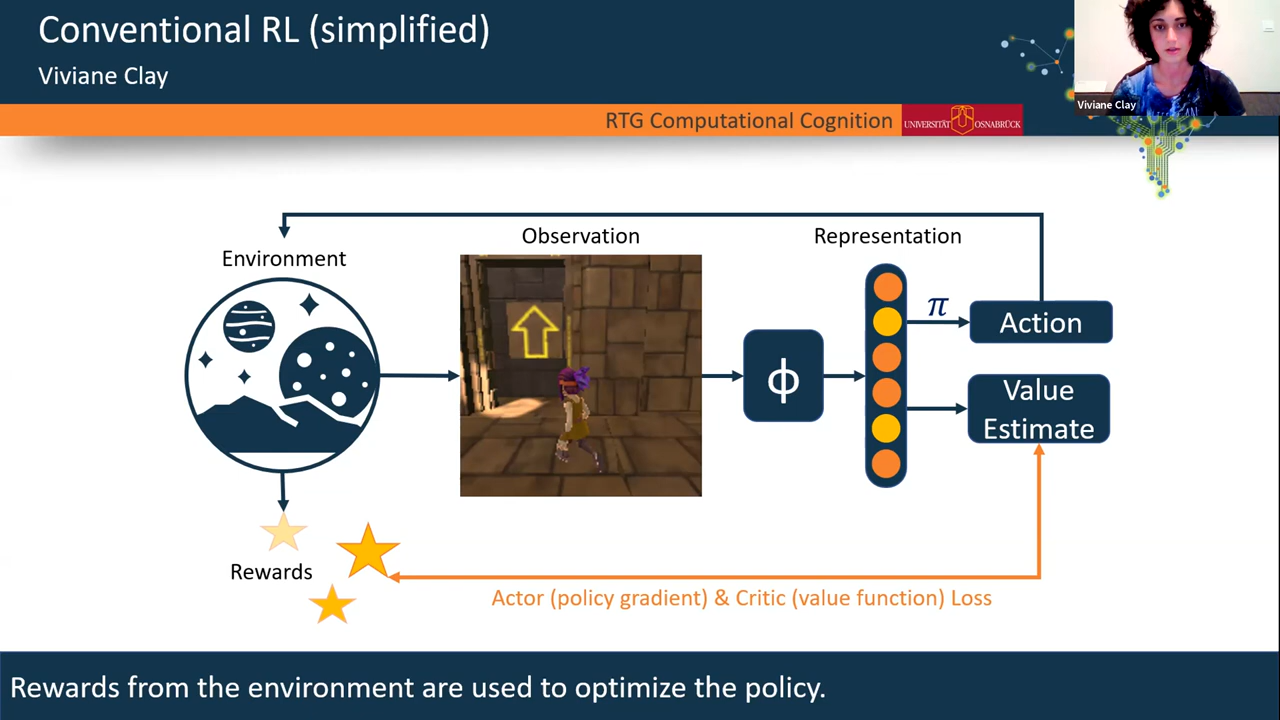 Conventional RL (simplified)
Viviane Clay
Viviane Clay
RTG Computational Cognition
UNIVERSITÄT OSNABRÜCK
Environment
Observation
Representation
π
Action
ϕ
Value
Estimate
Rewards
Actor (policy gradient) & Critic (value function) Loss
Rewards from the environment are used to optimize the policy.